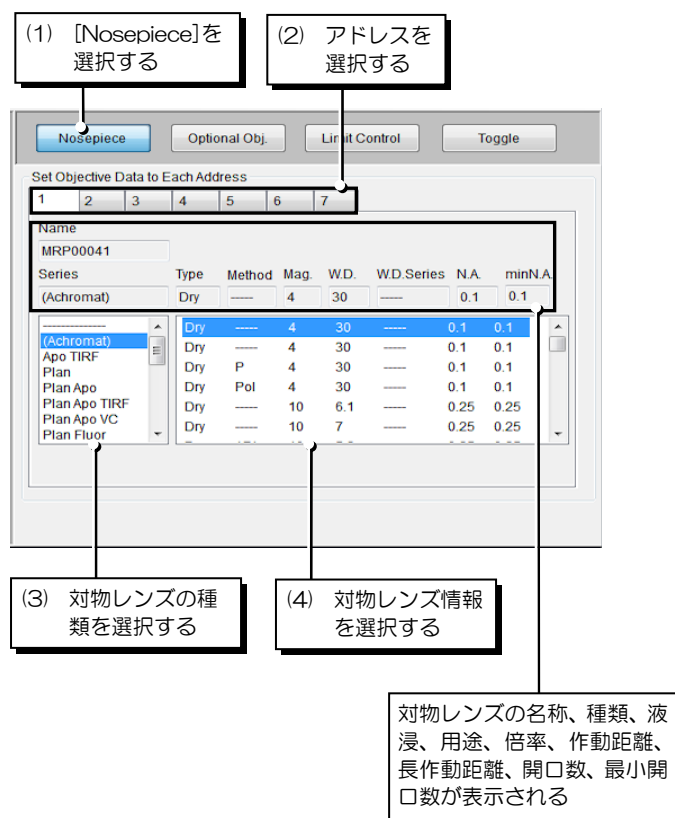 (1) [Nosepiece]を
選択する
(2) アドレスを
選択する
Nosepiece Optional Obj. Limit Control Toggle
Set Objective Data to Each Address
1 2 3 4 5 6 7
Name
MRP00041
Series Type Method Mag. W.D. W.D.Series N.A. minN.A.
(Achromat) Dry ----- 4 30 ----- 0.1 0.1
--------------
(Achromat)
Apo TIRF
Plan
Plan Apo
Plan Apo TIRF
Plan Apo VC
Plan Fluor
Dry ----- 4 30 ----- 0.1 0.1
Dry ----- 4 30 ----- 0.1 0.1
Dry P 4 30 ----- 0.1 0.1
Dry Pol 4 30 ----- 0.1 0.1
Dry ----- 10 6.1 ----- 0.25 0.25
Dry ----- 10 7 ----- 0.25 0.25
(3) 対物レンズの種
類を選択する
(4) 対物レンズ情報
を選択する
対物レンズの名称、種類、液
浸、用途、倍率、作動距離、
長作動距離、開口数、最小開
口数が表示される